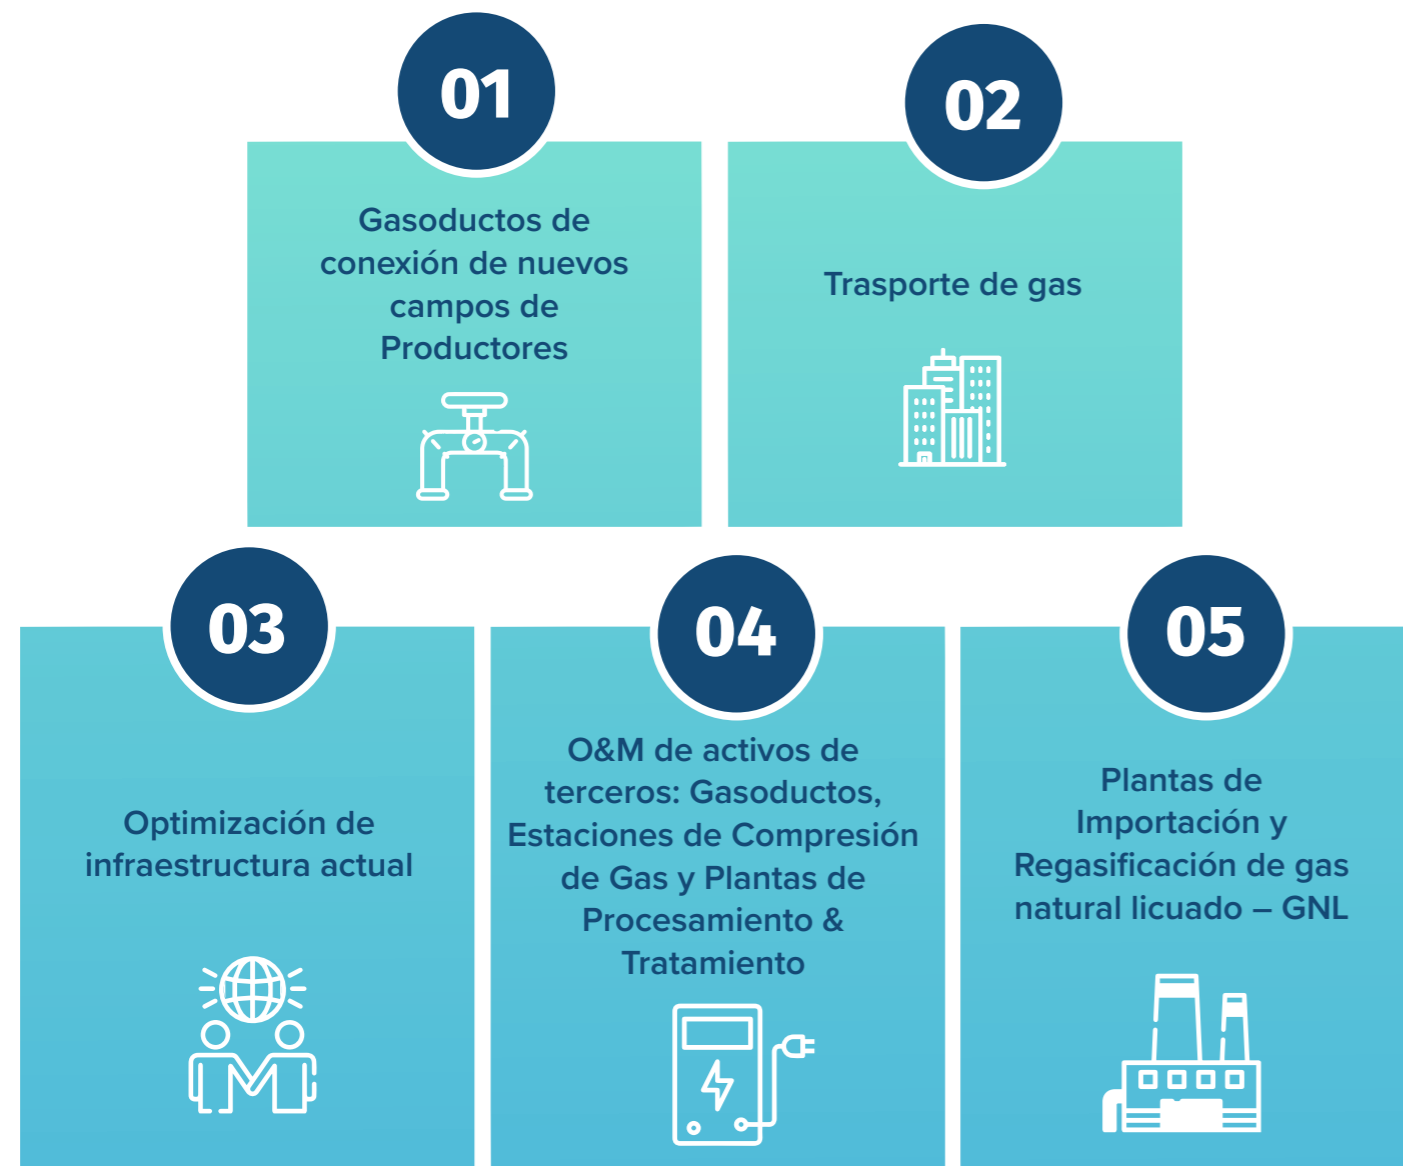 01
Gasoductos de
conexión de nuevos
campos de
Productores
02
Trasporte de gas
03
Optimización de
infraestructura actual
04
O&M de activos de
terceros: Gasoductos,
Estaciones de Compresión
de Gas y Plantas de
Procesamiento &
Tratamiento
05
Plantas de
Importación y
Regasificación de gas
natural licuado – GNL